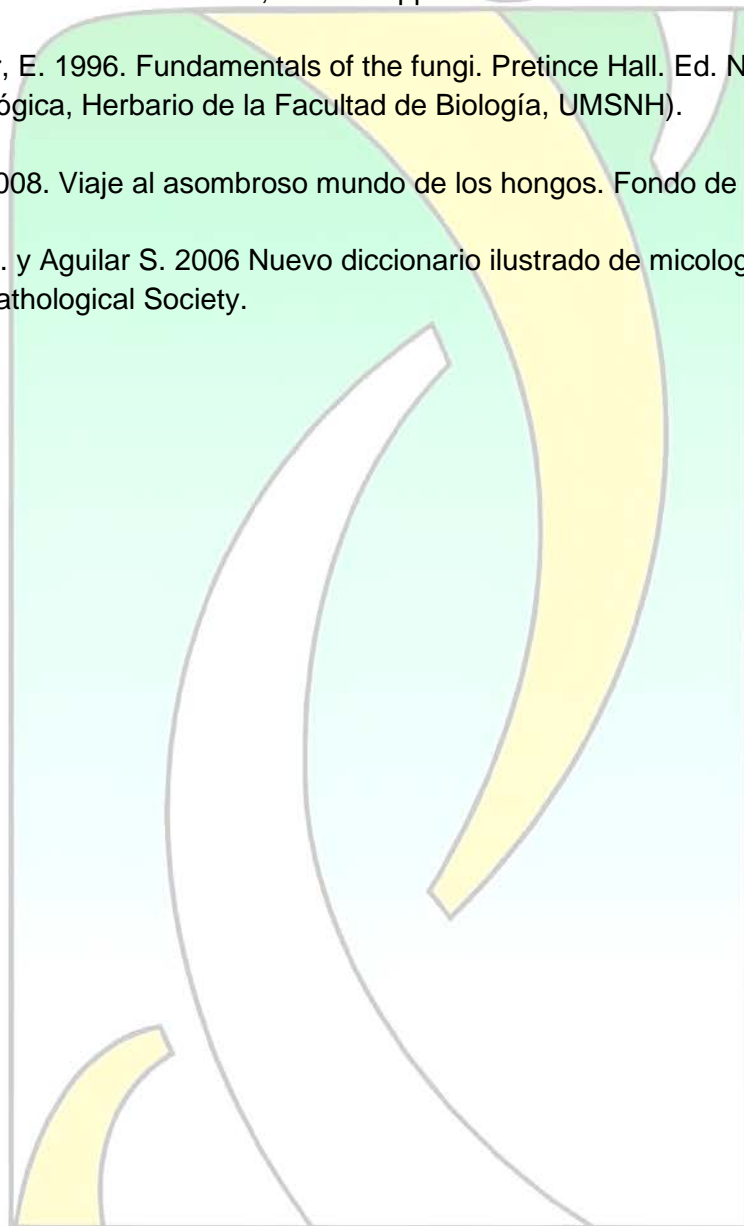 r, E. 1996. Fundamentals of the fungi. Pretince Hall. Ed. N
ógica, Herbario de la Facultad de Biología, UMSNH).
008. Viaje al asombroso mundo de los hongos. Fondo de
. y Aguilar S. 2006 Nuevo diccionario ilustrado de micolog
athological Society.